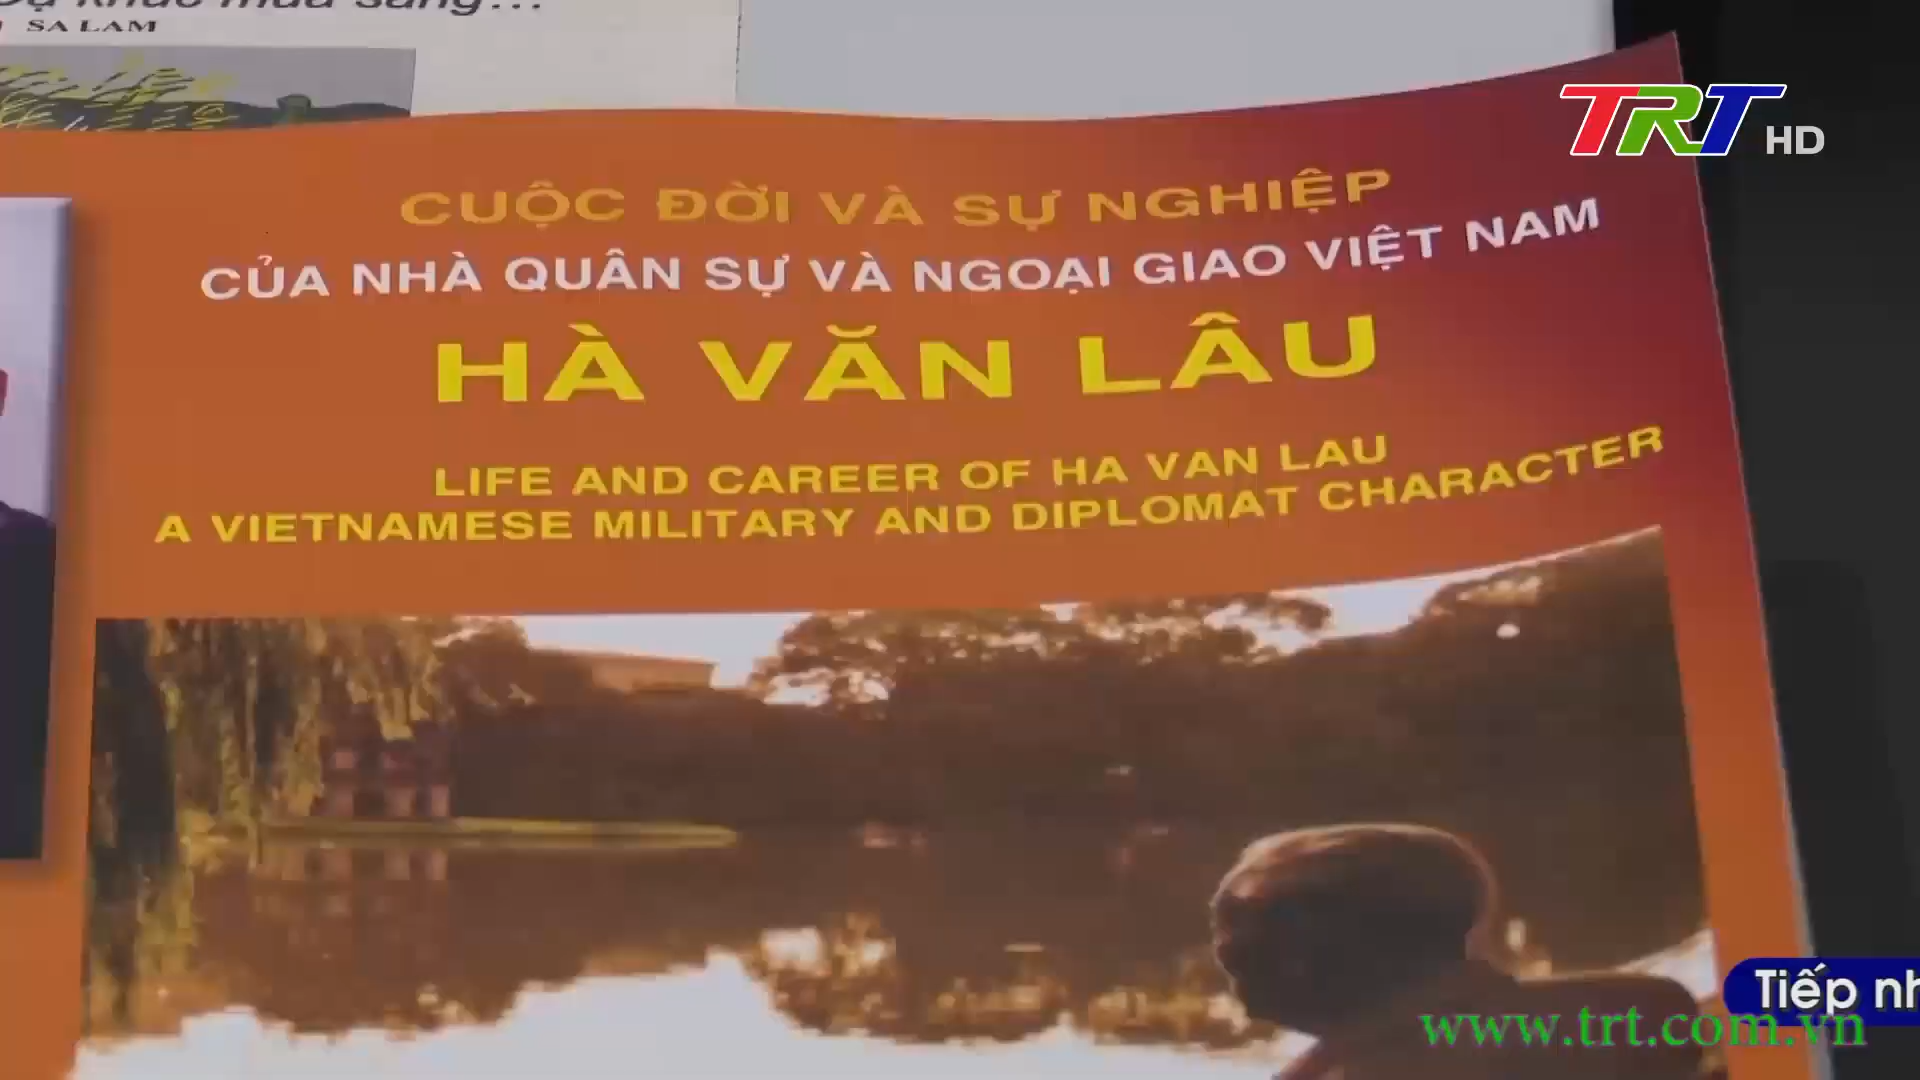 SA LAM
TRT HD
CUỘC ĐỜI VÀ SỰ NGHIỆP
CỦA NHÀ QUÂN SỰ VÀ NGOẠI GIAO VIỆT NAM
HÀ VĂN LÂU
LIFE AND CAREER OF HA VAN LAU
A VIETNAMESE MILITARY AND DIPLOMAT CHARACTER
Tiếp nh
www.trt.com.vn